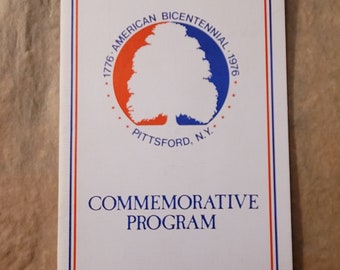 1776 · AMERICAN BICENTENNIAL · 1976
PITTSFORD, N.Y.
COMMEMORATIVE
PROGRAM